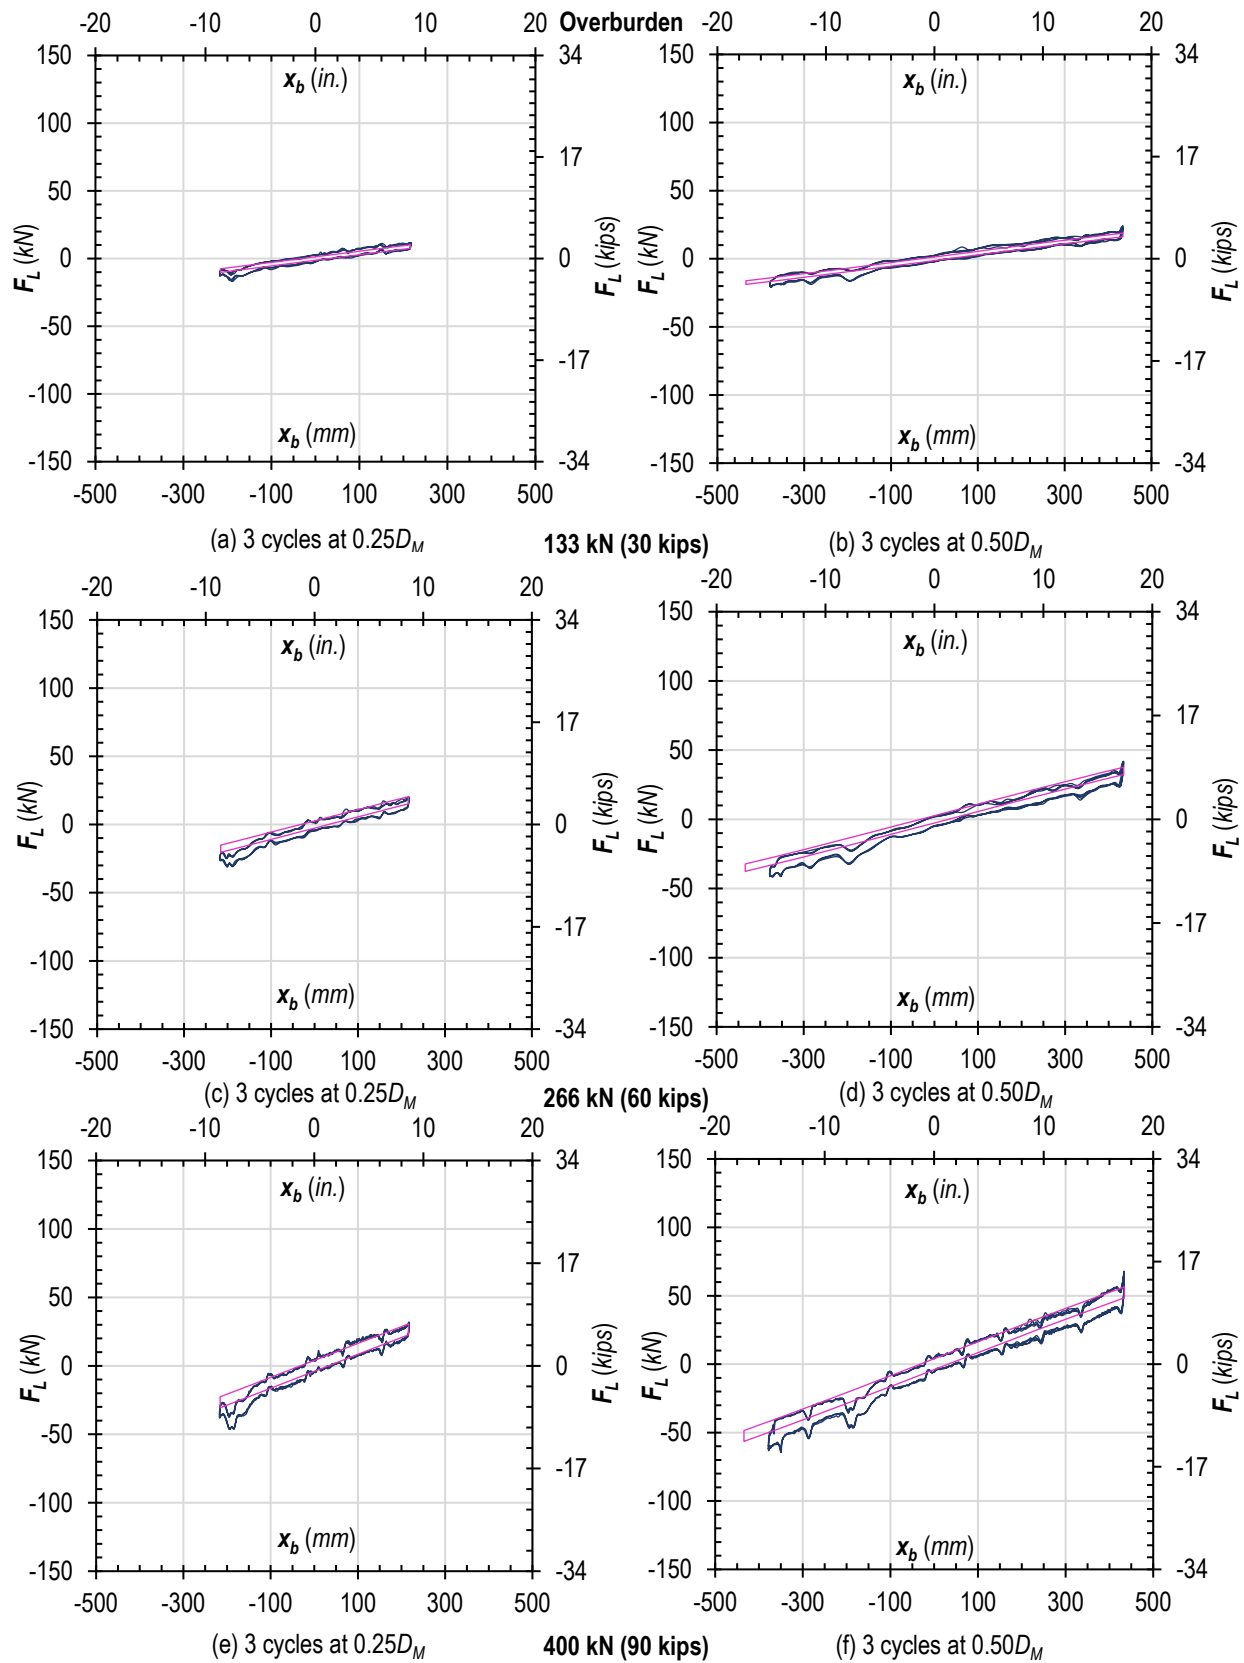 -20 -10 0 10 20 Overburden -20 -10 0 10 20
150 34 150 34
x_b (in.) x_b (in.)
100 100
17 17
50 50
F_L (kN) 0 0 F_L (kips) F_L (kN) 0 0 F_L (kips)
-50 -50
-17 -17
-100 -100
x_b (mm) x_b (mm)
-150 -34 -150 -34
-500 -300 -100 100 300 500 -500 -300 -100 100 300 500
(a) 3 cycles at 0.25D_M 133 kN (30 kips) (b) 3 cycles at 0.50D_M
-20 -10 0 10 20 -20 -10 0 10 20
150 34 150 34
x_b (in.) x_b (in.)
100 100
17 17
50 50
F_L (kN) 0 0 F_L (kips) F_L (kN) 0 0 F_L (kips)
-50 -50
-17 -17
-100 -100
x_b (mm) x_b (mm)
-150 -34 -150 -34
-500 -300 -100 100 300 500 -500 -300 -100 100 300 500
(c) 3 cycles at 0.25D_M 266 kN (60 kips) (d) 3 cycles at 0.50D_M
-20 -10 0 10 20 -20 -10 0 10 20
150 34 150 34
x_b (in.) x_b (in.)
100 100
17 17
50 50
F_L (kN) 0 0 F_L (kips) F_L (kN) 0 0 F_L (kips)
-50 -50
-17 -17
-100 -100
x_b (mm) x_b (mm)
-150 -34 -150 -34
-500 -300 -100 100 300 500 -500 -300 -100 100 300 500
(e) 3 cycles at 0.25D_M 400 kN (90 kips) (f) 3 cycles at 0.50D_M